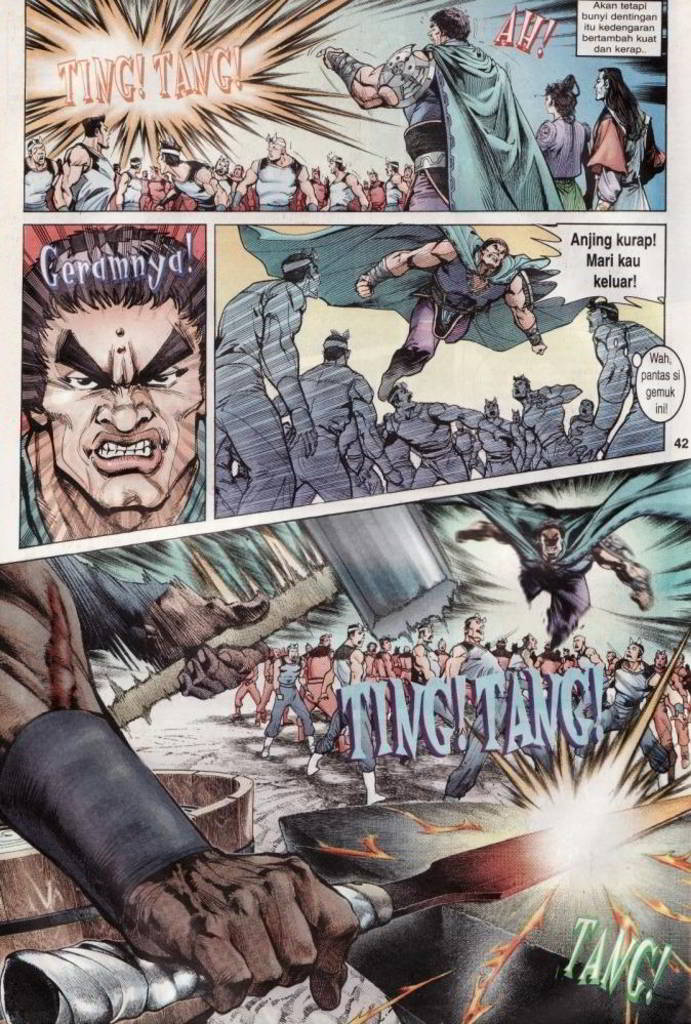 Akan tetapi
bunyi dentingan
itu kedengaran
bertambah kuat
dan kerap..
AH!
TING! TANG!
Geramnya!
Anjing kurap!
Mari kau
keluar!
Wah,
pantas si
gemuk
ini!
42
TING! TANG!
TANG!